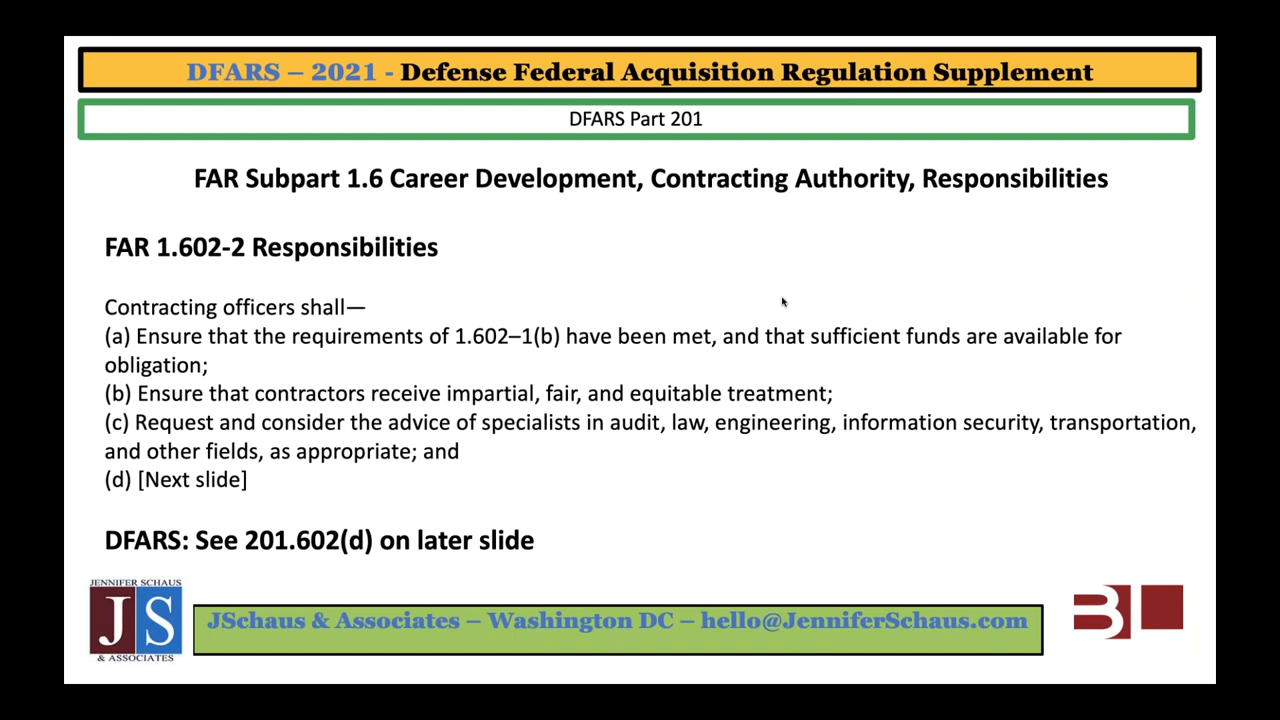 DFARS – 2021 - Defense Federal Acquisition Regulation Supplement
DFARS Part 201
FAR Subpart 1.6 Career Development, Contracting Authority, Responsibilities
FAR 1.602-2 Responsibilities
Contracting officers shall—
(a) Ensure that the requirements of 1.602–1(b) have been met, and that sufficient funds are available for
obligation;
(b) Ensure that contractors receive impartial, fair, and equitable treatment;
(c) Request and consider the advice of specialists in audit, law, engineering, information security, transportation,
and other fields, as appropriate; and
(d) [Next slide]
DFARS: See 201.602(d) on later slide
JENNIFER SCHAUS
JS
& ASSOCIATES
JSchaus & Associates – Washington DC – hello@JenniferSchaus.com
B